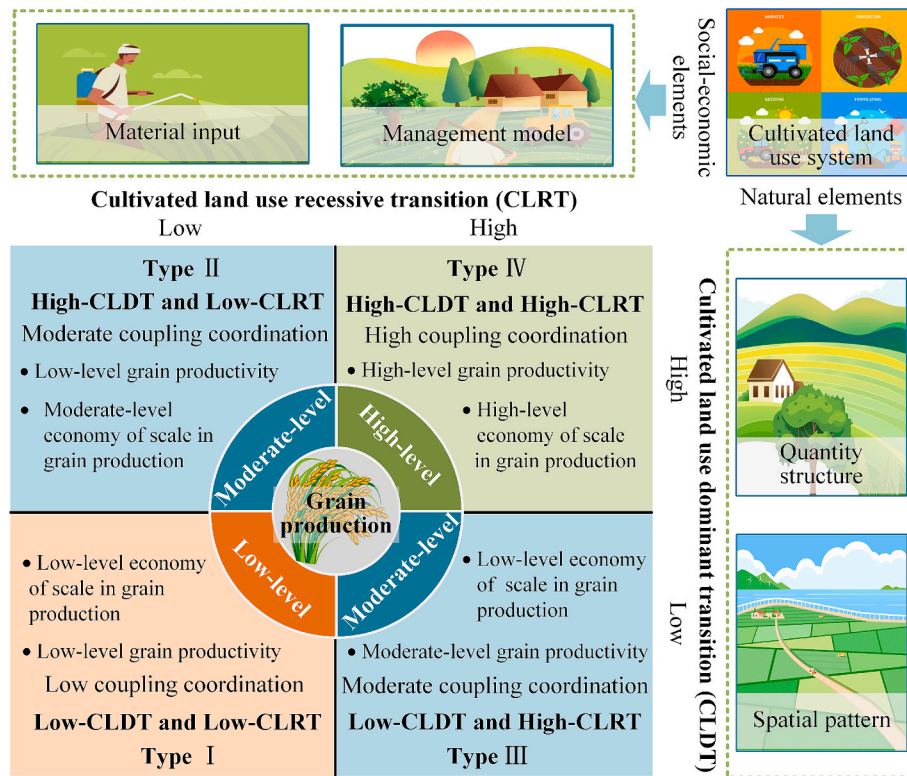 Material input
Management model
Social-economic
elements
HARVEST
IRRIGATION
SEEDING
FERTILIZING
Cultivated land
use system
Natural elements
Cultivated land use recessive transition (CLRT)
Low
High
Type Ⅱ
High-CLDT and Low-CLRT
Moderate coupling coordination
• Low-level grain productivity
• Moderate-level
economy of scale in
grain production
Type Ⅳ
High-CLDT and High-CLRT
High coupling coordination
• High-level grain productivity
• High-level
economy of scale
in grain production
Moderate-level
High-level
Grain
production
Low-level
Moderate-level
• Low-level economy
of scale in grain
production
• Low-level grain productivity
Low coupling coordination
Low-CLDT and Low-CLRT
Type Ⅰ
• Low-level economy
of scale in grain
production
• Moderate-level grain productivity
Moderate coupling coordination
Low-CLDT and High-CLRT
Type Ⅲ
High
Low
Cultivated land use dominant transition (CLDT)
Quantity
structure
Spatial pattern